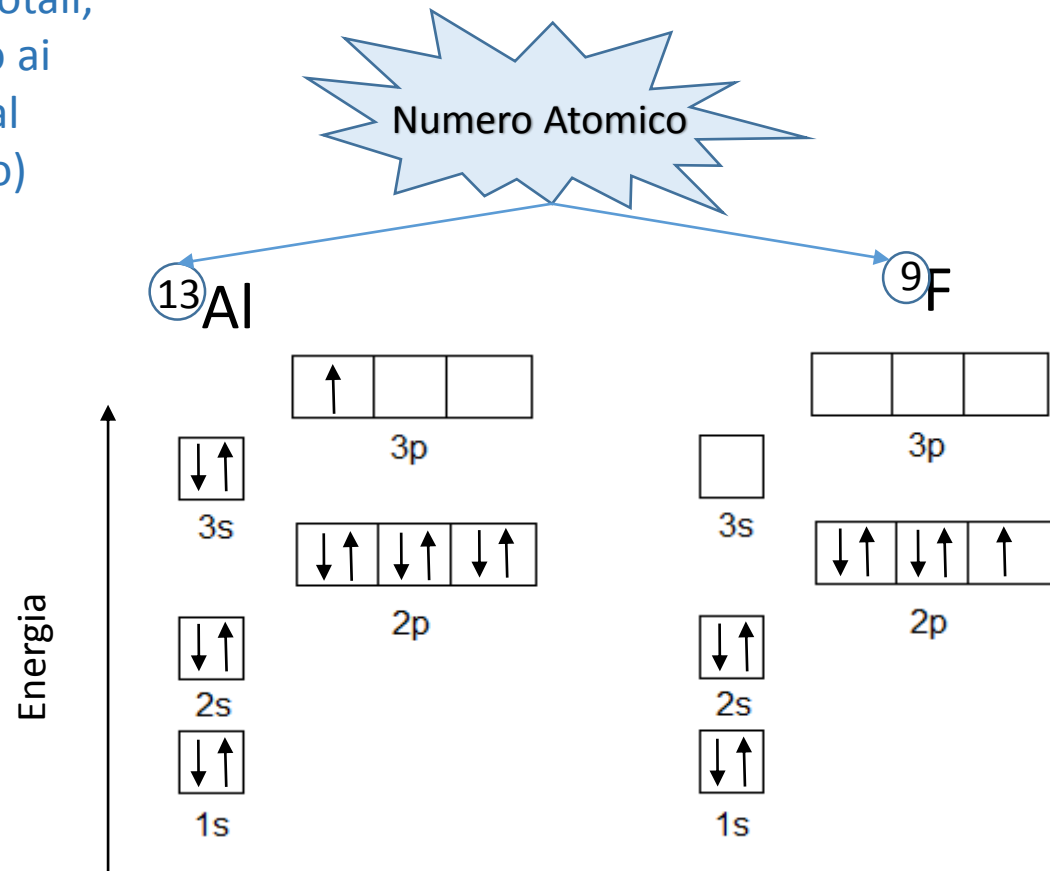 otali,
o ai
al
o)
Numero Atomico
13Al
9F
3p
3p
3s
3s
2p
2p
2s
2s
1s
1s
Energia